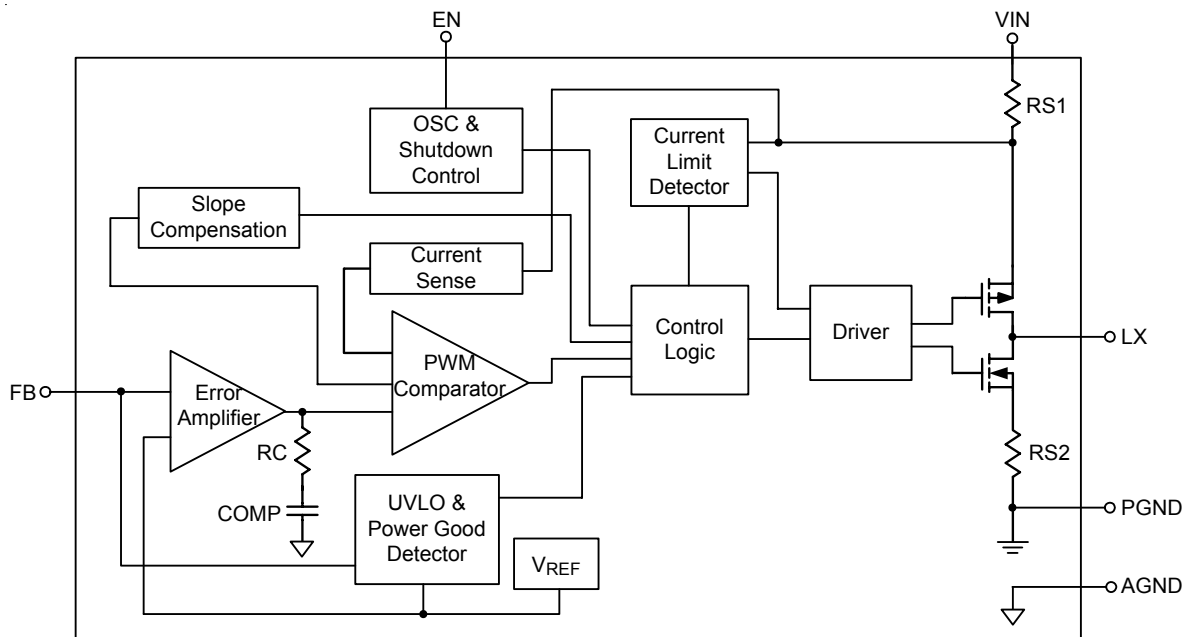 EN
VIN
RS1
OSC &
Shutdown
Control
Current
Limit
Detector
Slope
Compensation
Current
Sense
Control
Logic
Driver
LX
PWM
Comparator
FB
Error
Amplifier
RC
RS2
COMP
UVLO &
Power Good
Detector
VREF
PGND
AGND